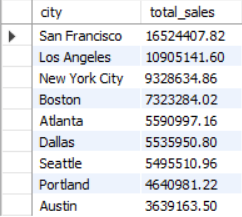 city total_sales
San Francisco 16524407.82
Los Angeles 10905141.60
New York City 9328634.86
Boston 7323284.02
Atlanta 5590997.16
Dallas 5535950.80
Seattle 5495510.96
Portland 4640981.22
Austin 3639163.50